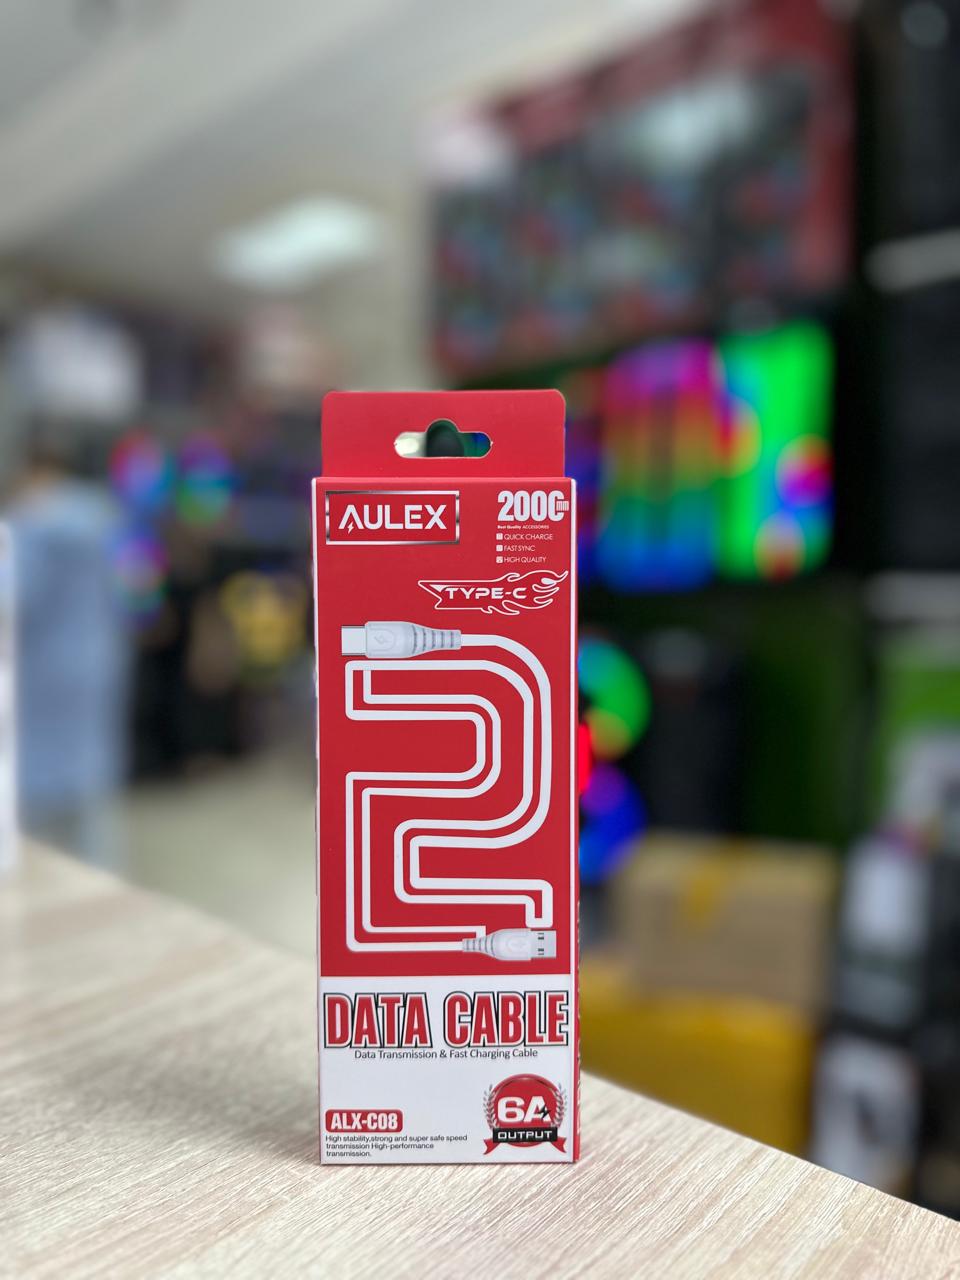 AULEX
2000mm
Best Quality ACCESSORIES
QUICK CHARGE
FAST SYNC
HIGH QUALITY
TYPE-C
DATA CABLE
Data Transmission & Fast Charging Cable
6A
OUTPUT
ALX-C08
High stability,strong and super safe speed
transmission High-performance
transmission.